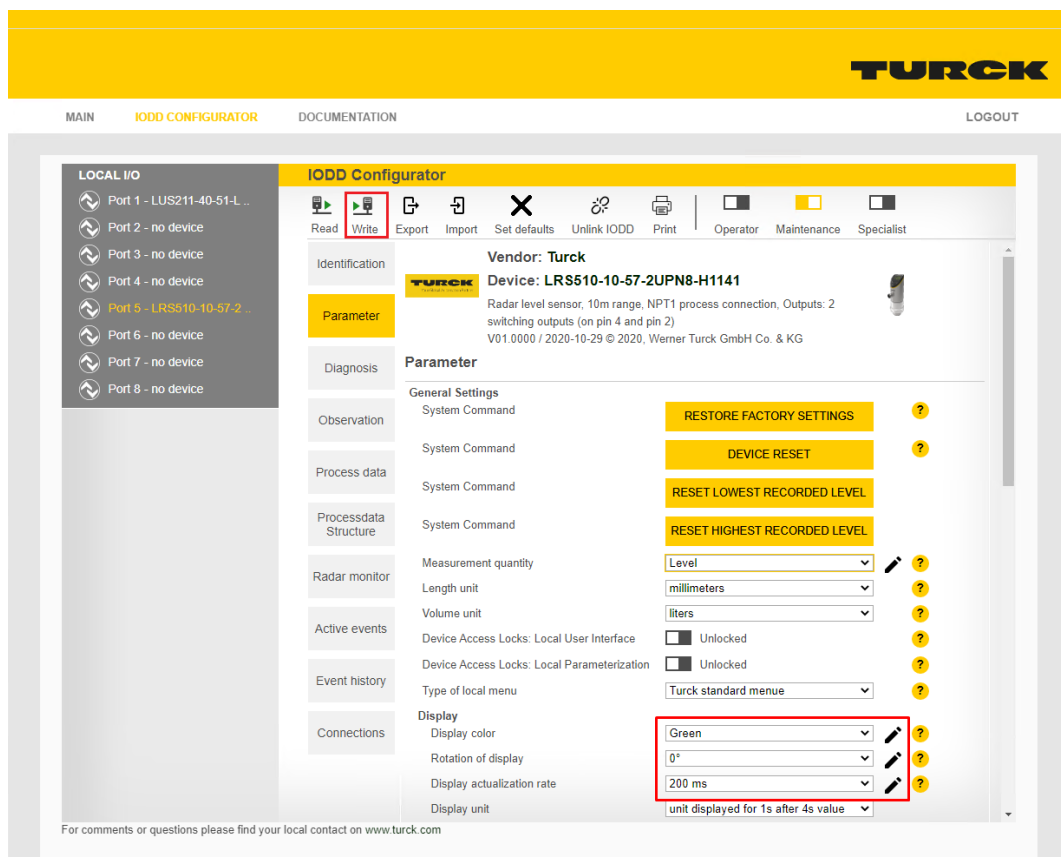 TURCK
MAIN IODD CONFIGURATOR DOCUMENTATION LOGOUT
LOCAL I/O
Port 1 - LUS211-40-51-L ..
Port 2 - no device
Port 3 - no device
Port 4 - no device
Port 5 - LRS510-10-57-2 ..
Port 6 - no device
Port 7 - no device
Port 8 - no device
IODD Configurator
Read Write Export Import Set defaults Unlink IODD Print Operator Maintenance Specialist
Identification
Parameter
Diagnosis
Observation
Process data
Processdata
Structure
Radar monitor
Active events
Event history
Connections
TURCK
Vendor: Turck
Device: LRS510-10-57-2UPN8-H1141
Radar level sensor, 10m range, NPT1 process connection, Outputs: 2
switching outputs (on pin 4 and pin 2)
V01.0000 / 2020-10-29 © 2020, Werner Turck GmbH Co. & KG
Parameter
General Settings
System Command RESTORE FACTORY SETTINGS ?
System Command DEVICE RESET ?
System Command RESET LOWEST RECORDED LEVEL
System Command RESET HIGHEST RECORDED LEVEL
Measurement quantity Level ?
Length unit millimeters ?
Volume unit liters ?
Device Access Locks: Local User Interface Unlocked ?
Device Access Locks: Local Parameterization Unlocked ?
Type of local menu Turck standard menue ?
Display
Display color Green ?
Rotation of display 0° ?
Display actualization rate 200 ms ?
Display unit unit displayed for 1s after 4s value
For comments or questions please find your local contact on www.turck.com